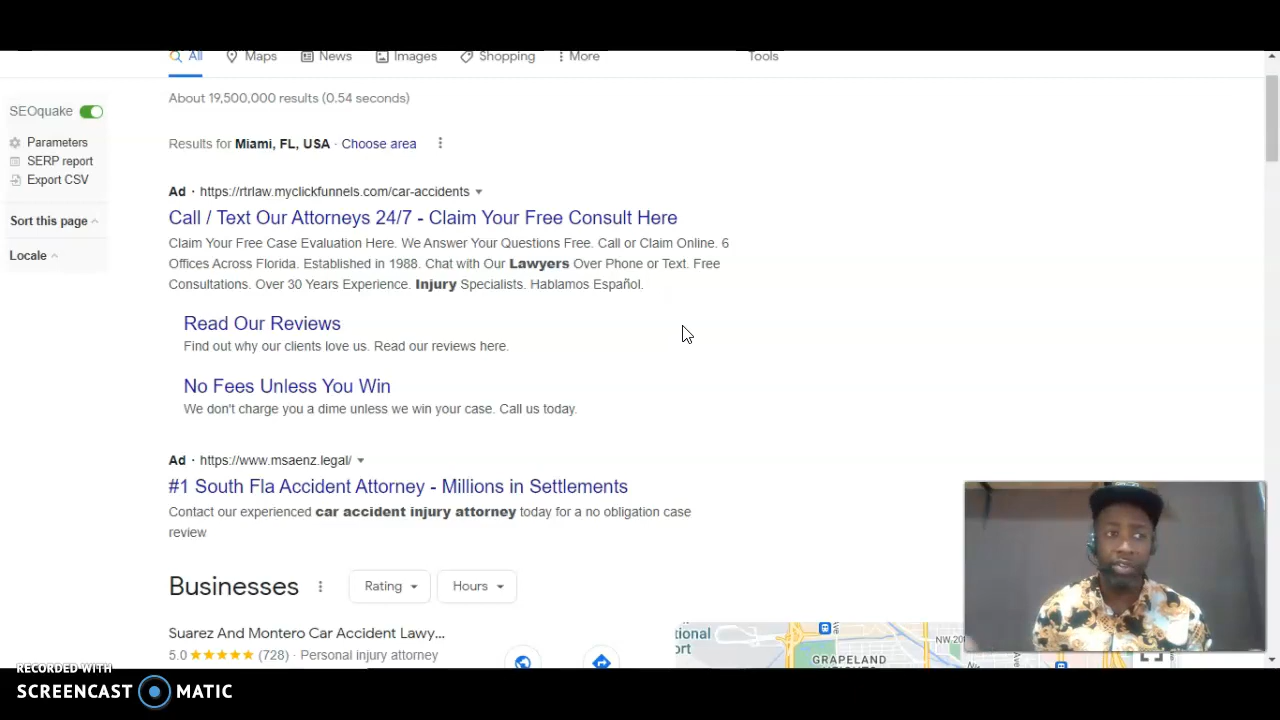 All Maps News Images Shopping More Tools
SEOquake
Parameters
SERP report
Export CSV
Sort this page
Locale
About 19,500,000 results (0.54 seconds)
Results for Miami, FL, USA · Choose area
Ad · https://rtrlaw.myclickfunnels.com/car-accidents
Call / Text Our Attorneys 24/7 - Claim Your Free Consult Here
Claim Your Free Case Evaluation Here. We Answer Your Questions Free. Call or Claim Online. 6
Offices Across Florida. Established in 1988. Chat with Our Lawyers Over Phone or Text. Free
Consultations. Over 30 Years Experience. Injury Specialists. Hablamos Español.
Read Our Reviews
Find out why our clients love us. Read our reviews here.
No Fees Unless You Win
We don't charge you a dime unless we win your case. Call us today.
Ad · https://www.msaenz.legal/
#1 South Fla Accident Attorney - Millions in Settlements
Contact our experienced car accident injury attorney today for a no obligation case
review
Businesses
Rating
Hours
Suarez And Montero Car Accident Lawy...
5.0 (728) · Personal injury attorney
tional
ort
GRAPELAND
NW 20
Ave
RECORDED WITH
SCREENCAST MATIC